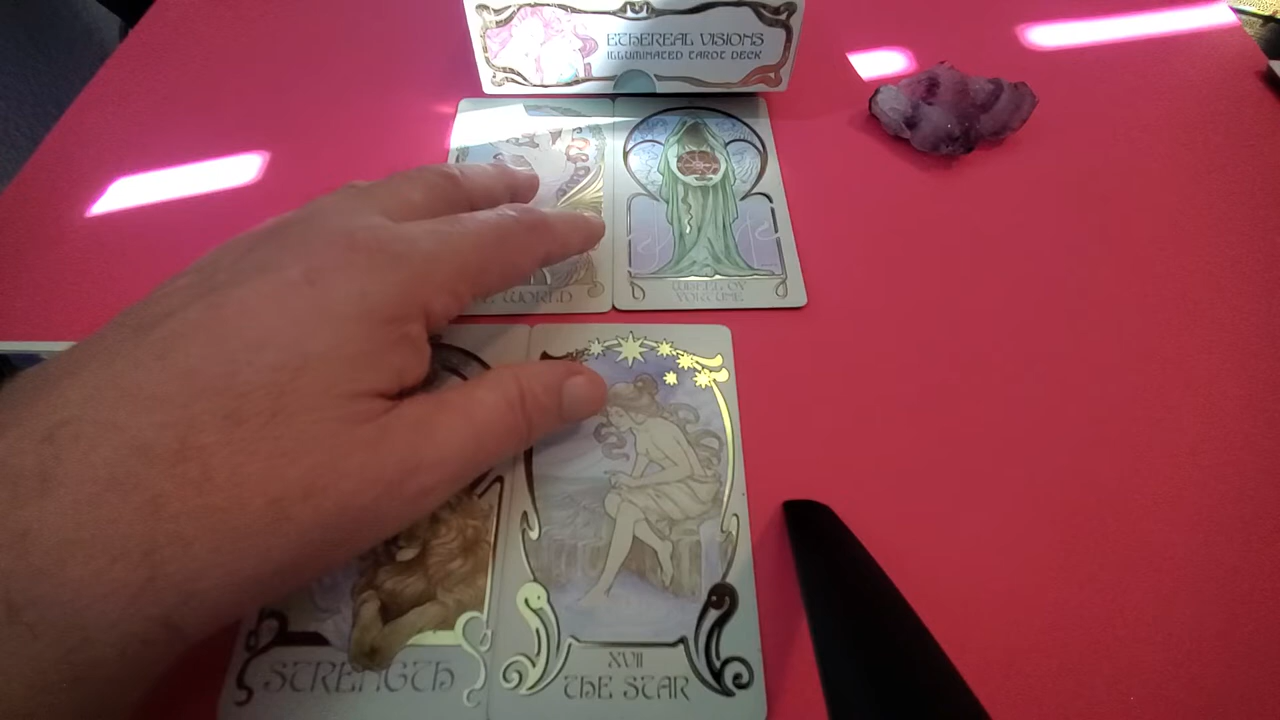 ETHEREAL VISIONS
ILLUMINATED TAROT DECK
WORLD
WHEEL OF
FORTUNE
STRENGTH
XVII
THE STAR